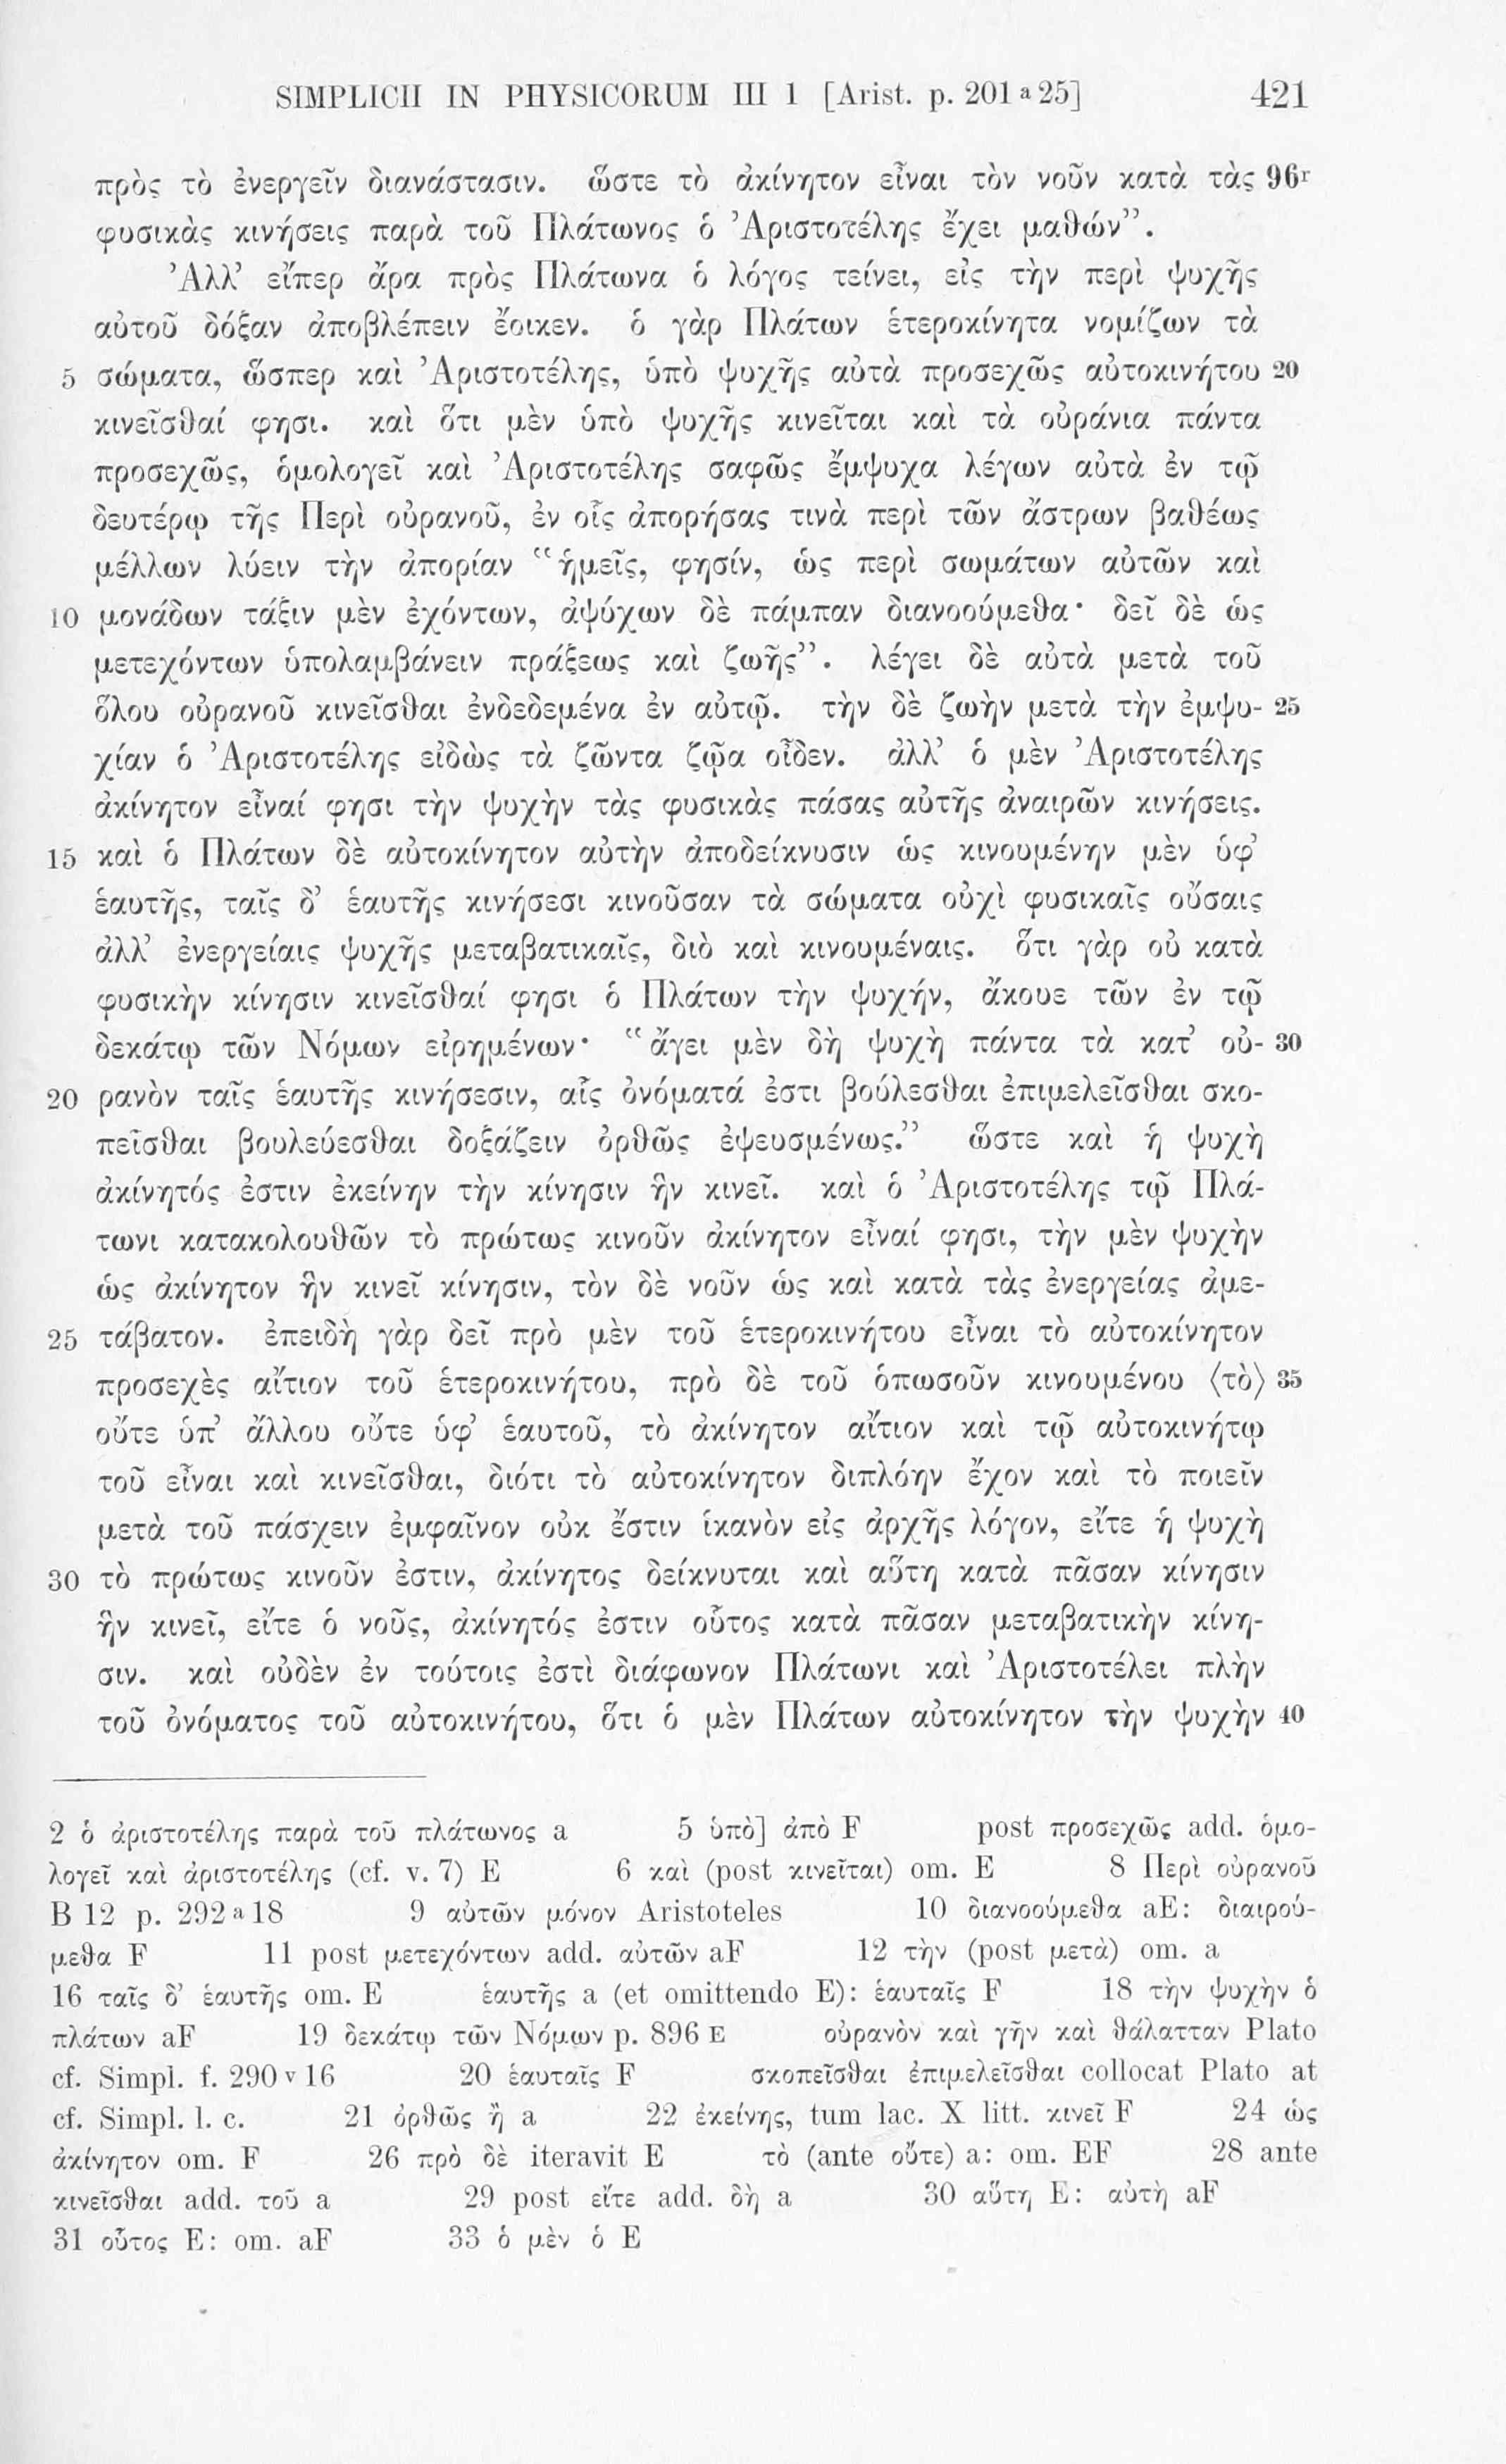 SIMPLICII IN PHYSICORUM III 1 [Arist. p. 201 a 25] 421
πρὸς τὸ ἐνεργεῖν διανάστασιν. ὥστε τὸ ἀκίνητον εἶναι τὸν νοῦν κατὰ τὰς 96r
φυσικὰς κινήσεις παρὰ τοῦ Πλάτωνος ὁ Ἀριστοτέλης ἔχει μαθών”.
Ἀλλ’ εἴπερ ἄρα πρὸς Πλάτωνα ὁ λόγος τείνει, εἰς τὴν περὶ ψυχῆς
αὐτοῦ δόξαν ἀποβλέπειν ἔοικεν. ὁ γὰρ Πλάτων ἑτεροκίνητα νομίζων τὰ
5 σώματα, ὥσπερ καὶ Ἀριστοτέλης, ὑπὸ ψυχῆς αὐτὰ προσεχῶς αὐτοκινήτου 20
κινεῖσθαί φησι. καὶ ὅτι μὲν ὑπὸ ψυχῆς κινεῖται καὶ τὰ οὐράνια πάντα
προσεχῶς, ὁμολογεῖ καὶ Ἀριστοτέλης σαφῶς ἔμψυχα λέγων αὐτὰ ἐν τῷ
δευτέρῳ τῆς Περὶ οὐρανοῦ, ἐν οἷς ἀπορήσας τινὰ περὶ τῶν ἄστρων βαθέως
μέλλων λύειν τὴν ἀπορίαν “ἡμεῖς, φησίν, ὡς περὶ σωμάτων αὐτῶν καὶ
10 μονάδων τάξιν μὲν ἐχόντων, ἀψύχων δὲ πάμπαν διανοούμεθα· δεῖ δὲ ὡς
μετεχόντων ὑπολαμβάνειν πράξεως καὶ ζωῆς”. λέγει δὲ αὐτὰ μετὰ τοῦ
ὅλου οὐρανοῦ κινεῖσθαι ἐνδεδεμένα ἐν αὐτῷ. τὴν δὲ ζωὴν μετὰ τὴν ἐμψυ- 25
χίαν ὁ Ἀριστοτέλης εἰδὼς τὰ ζῶντα ζῷα οἶδεν. ἀλλ’ ὁ μὲν Ἀριστοτέλης
ἀκίνητον εἶναί φησι τὴν ψυχὴν τὰς φυσικὰς πάσας αὐτῆς ἀναιρῶν κινήσεις.
15 καὶ ὁ Πλάτων δὲ αὐτοκίνητον αὐτὴν ἀποδείκνυσιν ὡς κινουμένην μὲν ὑφ’
ἑαυτῆς, ταῖς δ’ ἑαυτῆς κινήσεσι κινοῦσαν τὰ σώματα οὐχὶ φυσικαῖς οὔσαις
ἀλλ’ ἐνεργείαις ψυχῆς μεταβατικαῖς, διὸ καὶ κινουμέναις. ὅτι γὰρ οὐ κατὰ
φυσικὴν κίνησιν κινεῖσθαί φησι ὁ Πλάτων τὴν ψυχήν, ἄκουε τῶν ἐν τῷ
δεκάτῳ τῶν Νόμων εἰρημένων· “ἄγει μὲν δὴ ψυχὴ πάντα τὰ κατ’ οὐ- 30
20 ρανὸν ταῖς ἑαυτῆς κινήσεσιν, αἷς ὀνόματά ἐστι βούλεσθαι ἐπιμελεῖσθαι σκο-
πεῖσθαι βουλεύεσθαι δοξάζειν ὀρθῶς ἐψευσμένως.” ὥστε καὶ ἡ ψυχὴ
ἀκίνητός ἐστιν ἐκείνην τὴν κίνησιν ἣν κινεῖ. καὶ ὁ Ἀριστοτέλης τῷ Πλά-
τωνι κατακολουθῶν τὸ πρώτως κινοῦν ἀκίνητον εἶναί φησι, τὴν μὲν ψυχὴν
ὡς ἀκίνητον ἣν κινεῖ κίνησιν, τὸν δὲ νοῦν ὡς καὶ κατὰ τὰς ἐνεργείας ἀμε-
25 τάβατον. ἐπειδὴ γὰρ δεῖ πρὸ μὲν τοῦ ἑτεροκινήτου εἶναι τὸ αὐτοκίνητον
προσεχὲς αἴτιον τοῦ ἑτεροκινήτου, πρὸ δὲ τοῦ ὁπωσοῦν κινουμένου ⟨τὸ⟩ 35
οὔτε ὑπ’ ἄλλου οὔτε ὑφ’ ἑαυτοῦ, τὸ ἀκίνητον αἴτιον καὶ τῷ αὐτοκινήτῳ
τοῦ εἶναι καὶ κινεῖσθαι, διότι τὸ αὐτοκίνητον διπλόην ἔχον καὶ τὸ ποιεῖν
μετὰ τοῦ πάσχειν ἐμφαῖνον οὐκ ἔστιν ἱκανὸν εἰς ἀρχῆς λόγον, εἴτε ἡ ψυχὴ
30 τὸ πρώτως κινοῦν ἐστιν, ἀκίνητος δείκνυται καὶ αὕτη κατὰ πᾶσαν κίνησιν
ἣν κινεῖ, εἴτε ὁ νοῦς, ἀκίνητός ἐστιν οὗτος κατὰ πᾶσαν μεταβατικὴν κίνη-
σιν. καὶ οὐδὲν ἐν τούτοις ἐστὶ διάφωνον Πλάτωνι καὶ Ἀριστοτέλει πλὴν
τοῦ ὀνόματος τοῦ αὐτοκινήτου, ὅτι ὁ μὲν Πλάτων αὐτοκίνητον τὴν ψυχὴν 40
2 ὁ ἀριστοτέλης παρὰ τοῦ πλάτωνος a 5 ὑπὸ] ἀπὸ F post προσεχῶς add. ὁμο-
λογεῖ καὶ ἀριστοτέλης (cf. v. 7) E 6 καὶ (post κινεῖται) om. E 8 Περὶ οὐρανοῦ
B 12 p. 292 a 18 9 αὐτῶν μόνον Aristoteles 10 διανοούμεθα aE: διαιρού-
μεθα F 11 post μετεχόντων add. αὐτῶν aF 12 τὴν (post μετὰ) om. a
16 ταῖς δ’ ἑαυτῆς om. E ἑαυτῆς a (et omittendo E): ἑαυταῖς F 18 τὴν ψυχὴν ὁ
πλάτων aF 19 δεκάτῳ τῶν Νόμων p. 896 E οὐρανὸν καὶ γῆν καὶ θάλατταν Plato
cf. Simpl. f. 290 v 16 20 ἑαυταῖς F σκοπεῖσθαι ἐπιμελεῖσθαι collocat Plato at
cf. Simpl. l. c. 21 ὀρθῶς ἢ a 22 ἐκείνης, tum lac. X litt. κινεῖ F 24 ὡς
ἀκίνητον om. F 26 πρὸ δὲ iteravit E τὸ (ante οὔτε) a: om. EF 28 ante
κινεῖσθαι add. τοῦ a 29 post εἴτε add. δὴ a 30 αὕτη E: αὐτὴ aF
31 οὗτος E: om. aF 33 ὁ μὲν ὁ E